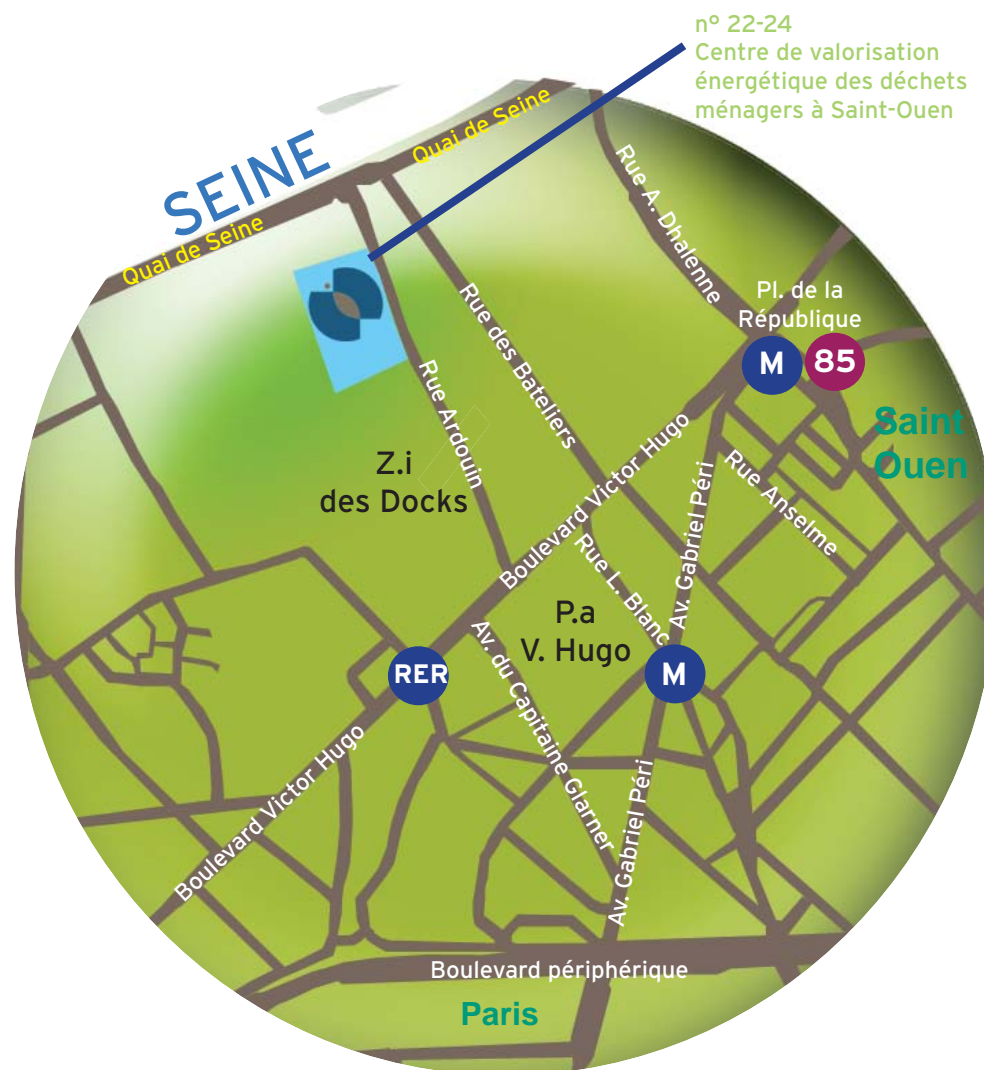 n° 22-24
Centre de valorisation
énergétique des déchets
ménagers à Saint-Ouen
Quai de Seine
SEINE
Quai de Seine
Rue A. Dhalenne
Pl. de la
République
M
85
Saint
Ouen
Rue des Bateliers
Rue Ardouin
Z.i
des Docks
Boulevard Victor Hugo
Av. Gabriel Péri
Rue Anselme
Rue L. Blanc
P.a
V. Hugo
M
RER
Av. du Capitaine Glarner
Boulevard Victor Hugo
Av. Gabriel Péri
Boulevard périphérique
Paris